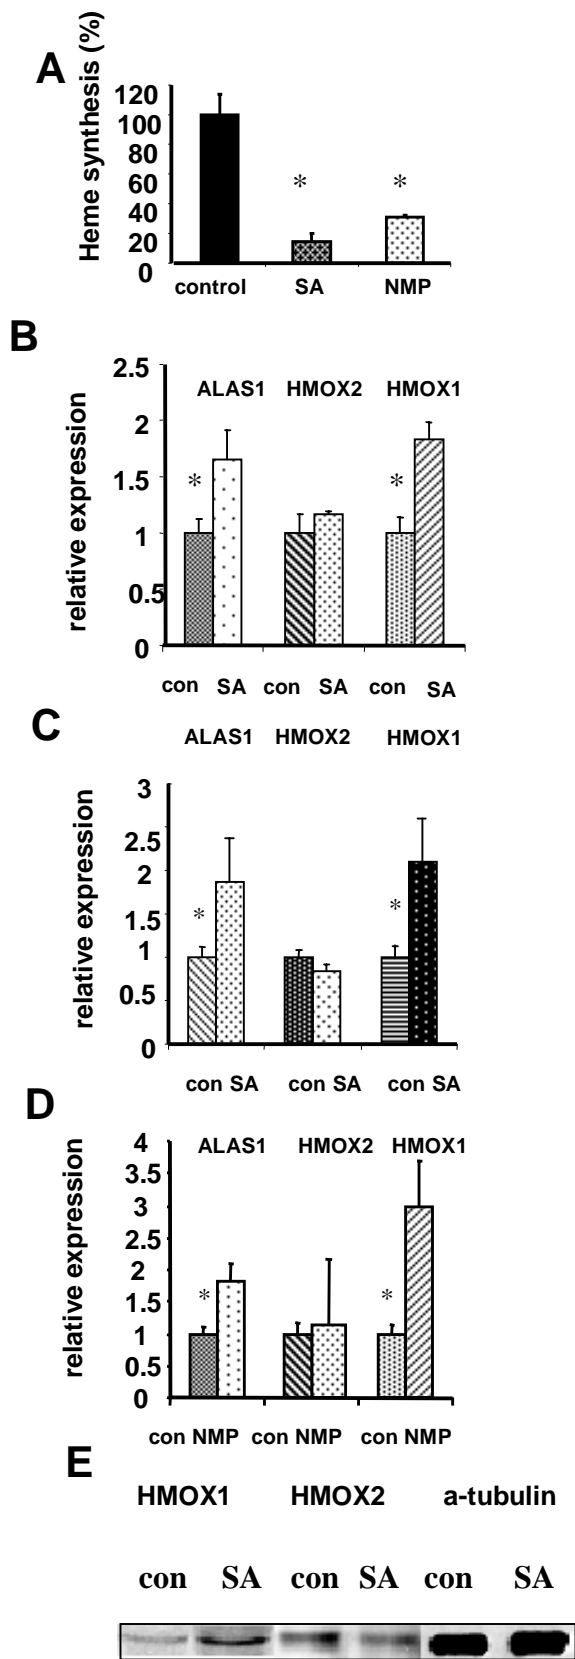 A
Heme synthesis (%)
120
100
80
60
40
20
0
*
*
control SA NMP
B
relative expression
2.5
2
1.5
1
0.5
0
ALAS1 HMOX2 HMOX1
*
*
con SA con SA con SA
C
ALAS1 HMOX2 HMOX1
relative expression
3
2.5
2
1.5
1
0.5
0
*
*
con SA con SA con SA
D
relative expression
4
3.5
3
2.5
2
1.5
1
0.5
0
ALAS1 HMOX2 HMOX1
*
*
con NMP con NMP con NMP
E
HMOX1 HMOX2 a-tubulin
con SA con SA con SA